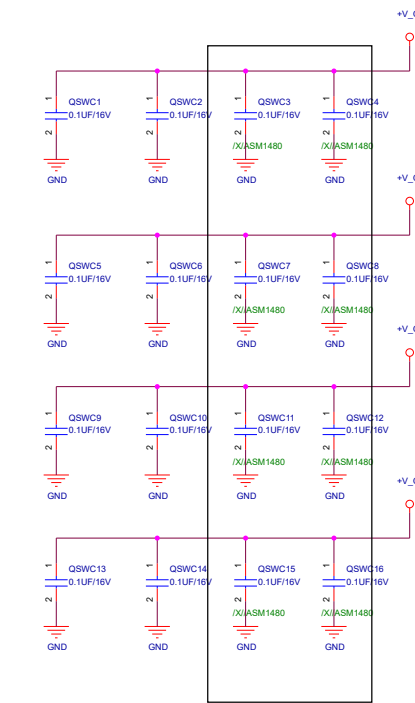 +V_
1 QSWC1 1 QSWC2 1 QSWC3 1 QSWC4
0.1UF/16V 0.1UF/16V 0.1UF/16V 0.1UF/16V
2 2 2 2
/X/ASM1480 /X/ASM1480
GND GND GND GND
+V_
1 QSWC5 1 QSWC6 1 QSWC7 1 QSWC8
0.1UF/16V 0.1UF/16V 0.1UF/16V 0.1UF/16V
2 2 2 2
/X//ASM1480 /X//ASM1480
GND GND GND GND
+V_
1 QSWC9 1 QSWC10 1 QSWC11 1 QSWC12
0.1UF/16V 0.1UF/16V 0.1UF/16V 0.1UF/16V
2 2 2 2
/X//ASM1480 /X//ASM1480
GND GND GND GND
+V_
1 QSWC13 1 QSWC14 1 QSWC15 1 QSWC16
0.1UF/16V 0.1UF/16V 0.1UF/16V 0.1UF/16V
2 2 2 2
/X//ASM1480 /X//ASM1480
GND GND GND GND